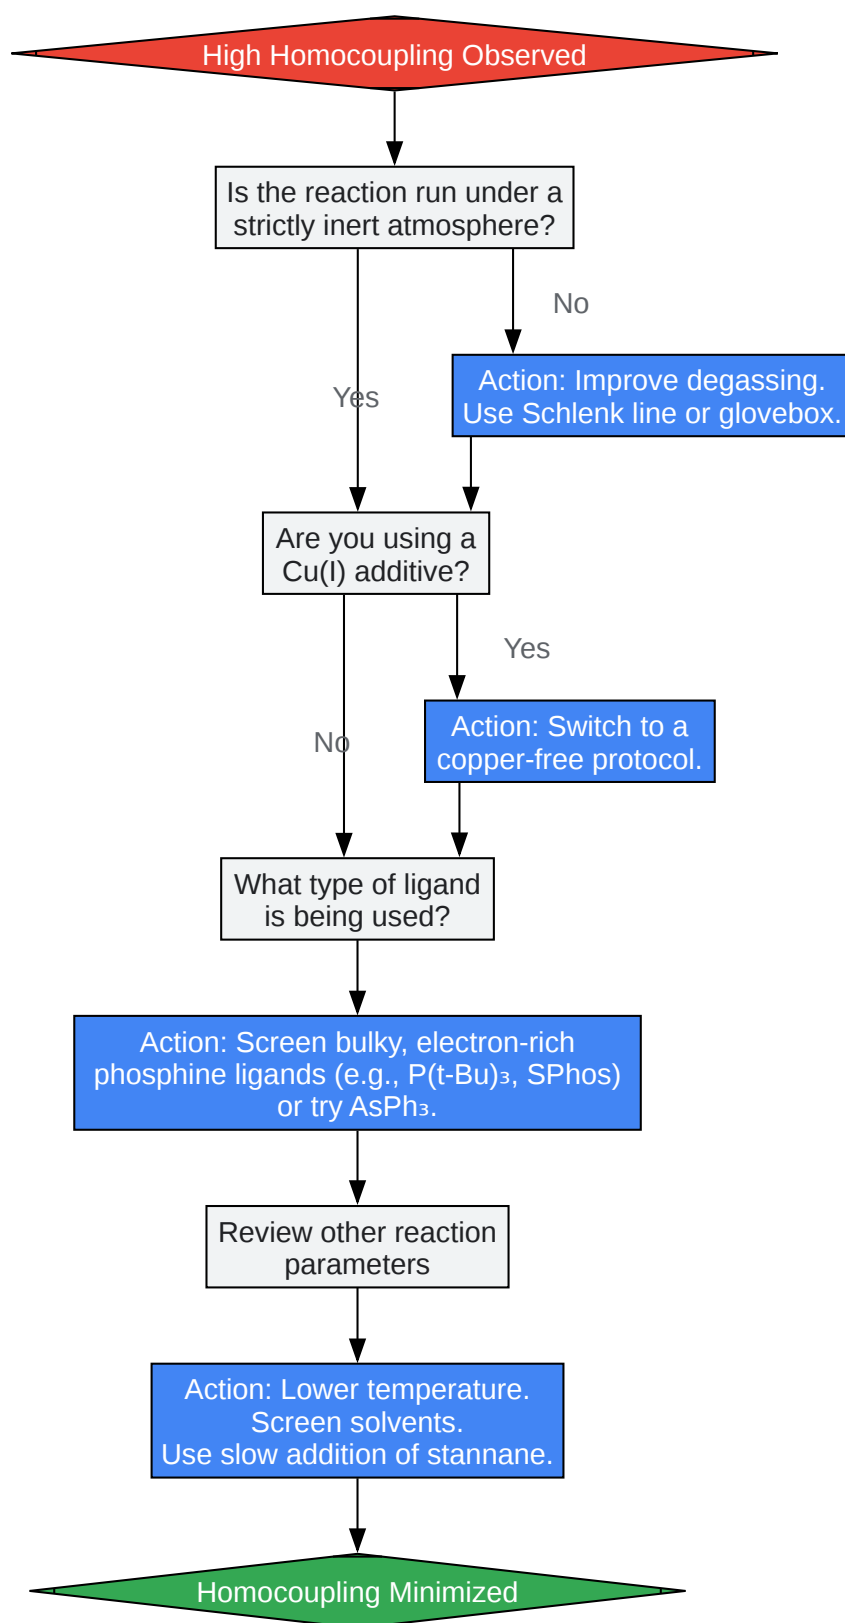 High Homocoupling Observed
Is the reaction run under a
strictly inert atmosphere?
No
Action: Improve degassing.
Use Schlenk line or glovebox.
Yes
Are you using a
Cu(I) additive?
Yes
Action: Switch to a
copper-free protocol.
No
What type of ligand
is being used?
Action: Screen bulky, electron-rich
phosphine ligands (e.g., P(t-Bu)₃, SPhos)
or try AsPh₃.
Review other reaction
parameters
Action: Lower temperature.
Screen solvents.
Use slow addition of stannane.
Homocoupling Minimized